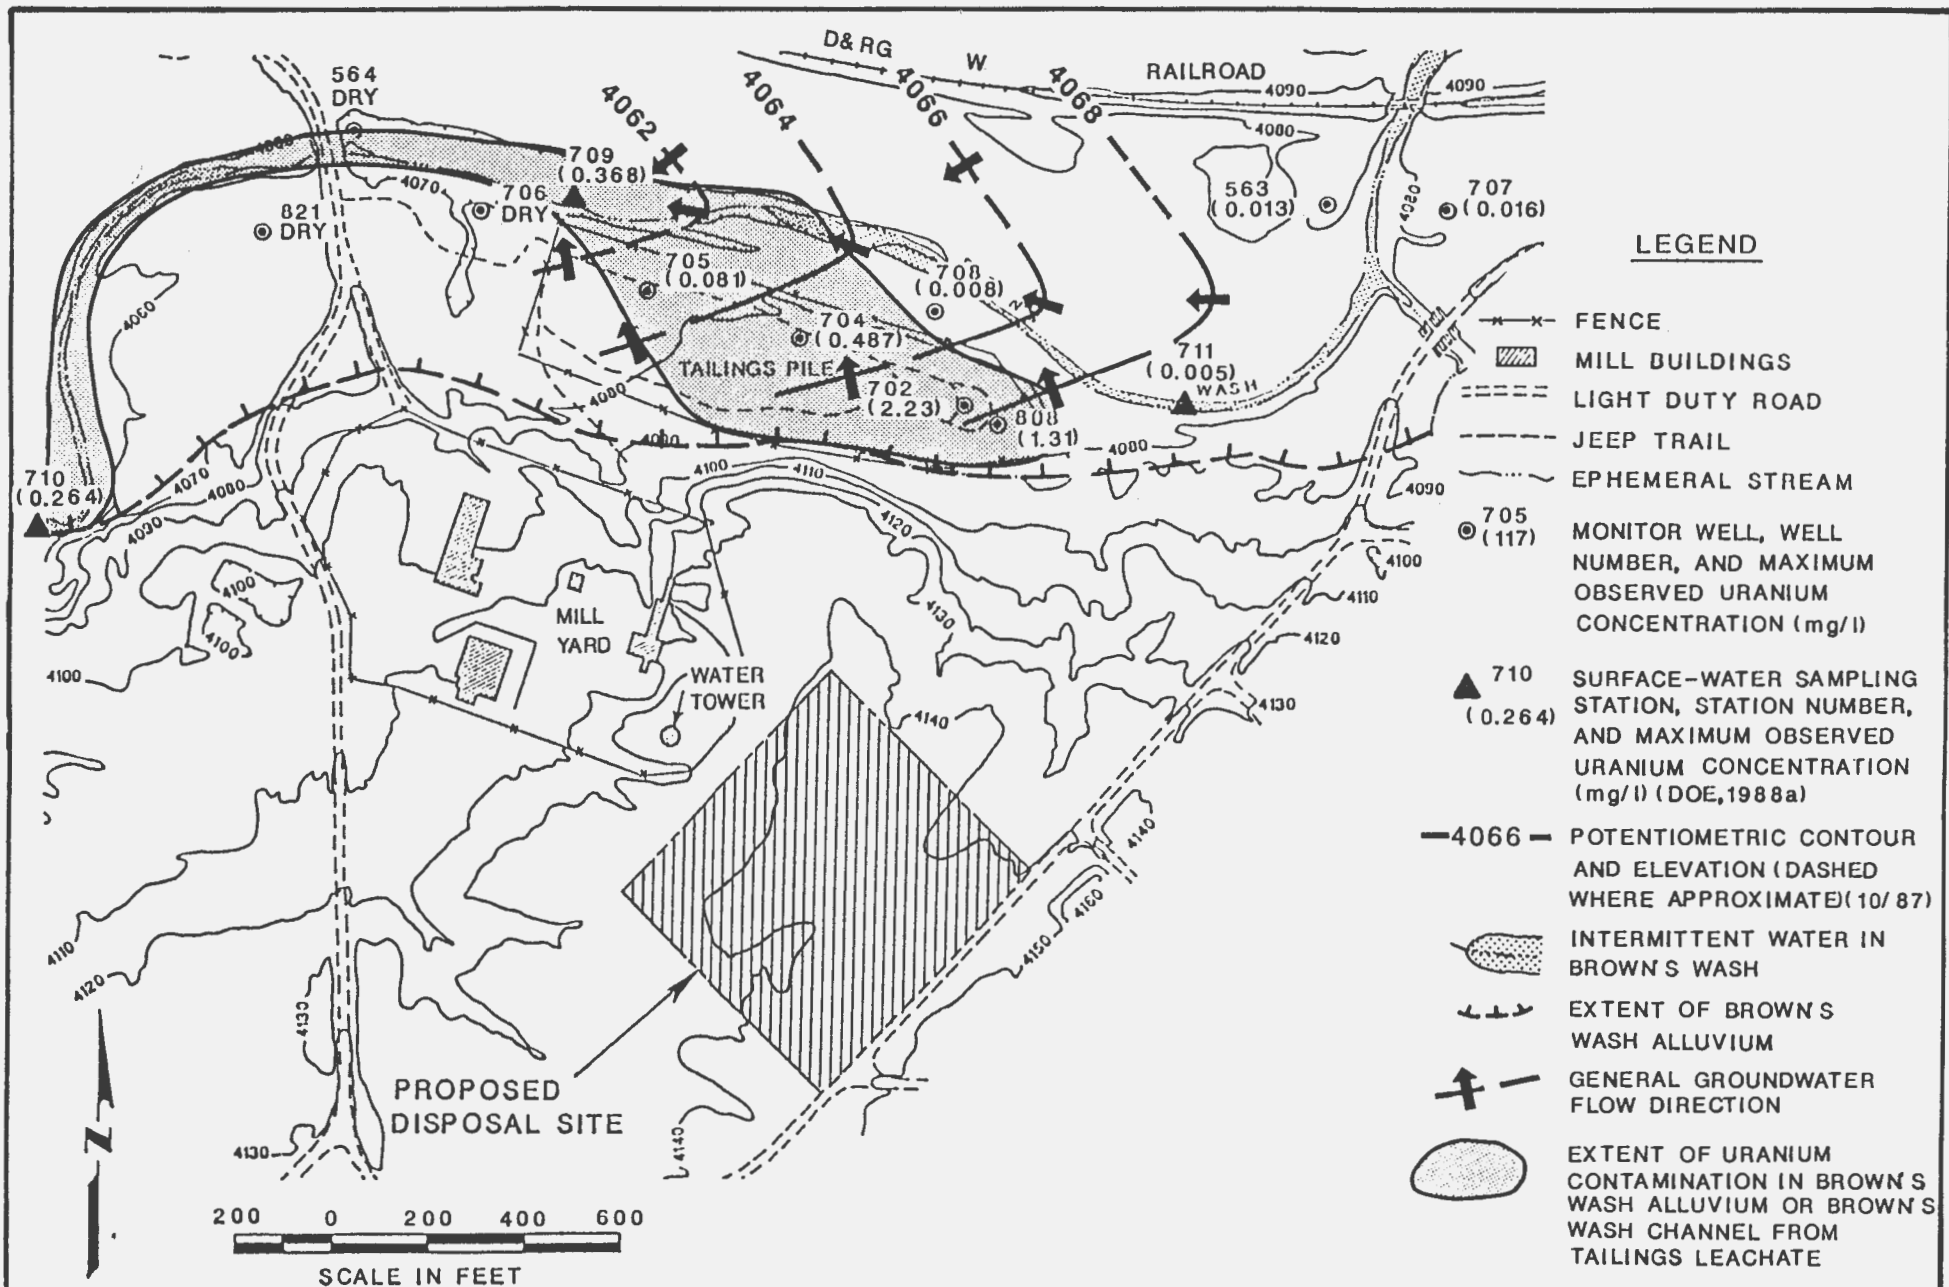 D&RG
W
RAILROAD
4090
4090
4080
564
DRY
4062
4064
4066
4068
4060
709
(0.368)
4070
706
DRY
821
DRY
563
(0.013)
707
(0.016)
4080
705
(0.081)
708
(0.008)
4060
704
(0.487)
TAILINGS PILE
702
(2.23)
711
(0.005)
WASH
808
(1.31)
4080
4080
710
(0.264)
4070
4080
4090
4100
4110
4090
4120
4100
4100
4100
4100
MILL
YARD
4130
4110
4120
4130
WATER
TOWER
4140
4140
4160
4150
4110
4120
4130
4130
4140
PROPOSED
DISPOSAL SITE
N
200 0 200 400 600
SCALE IN FEET
LEGEND
FENCE
MILL BUILDINGS
LIGHT DUTY ROAD
JEEP TRAIL
EPHEMERAL STREAM
705
(117)
MONITOR WELL, WELL
NUMBER, AND MAXIMUM
OBSERVED URANIUM
CONCENTRATION (mg/l)
710
(0.264)
SURFACE-WATER SAMPLING
STATION, STATION NUMBER,
AND MAXIMUM OBSERVED
URANIUM CONCENTRATION
(mg/l) (DOE,1988a)
4066
POTENTIOMETRIC CONTOUR
AND ELEVATION (DASHED
WHERE APPROXIMATE)(10/87)
INTERMITTENT WATER IN
BROWN'S WASH
EXTENT OF BROWN'S
WASH ALLUVIUM
GENERAL GROUNDWATER
FLOW DIRECTION
EXTENT OF URANIUM
CONTAMINATION IN BROWN'S
WASH ALLUVIUM OR BROWN'S
WASH CHANNEL FROM
TAILINGS LEACHATE